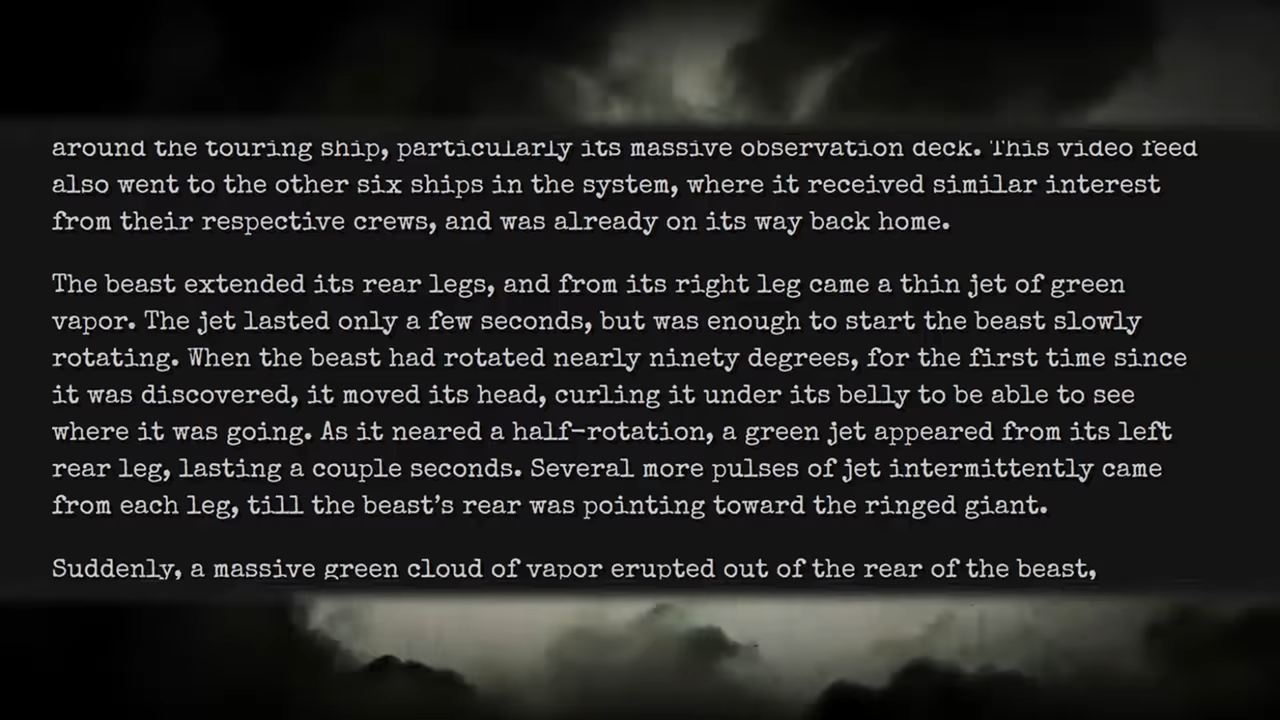 around the touring ship, particularly its massive observation deck. This video feed
also went to the other six ships in the system, where it received similar interest
from their respective crews, and was already on its way back home.
The beast extended its rear legs, and from its right leg came a thin jet of green
vapor. The jet lasted only a few seconds, but was enough to start the beast slowly
rotating. When the beast had rotated nearly ninety degrees, for the first time since
it was discovered, it moved its head, curling it under its belly to be able to see
where it was going. As it neared a half-rotation, a green jet appeared from its left
rear leg, lasting a couple seconds. Several more pulses of jet intermittently came
from each leg, till the beast's rear was pointing toward the ringed giant.
Suddenly, a massive green cloud of vapor erupted out of the rear of the beast,